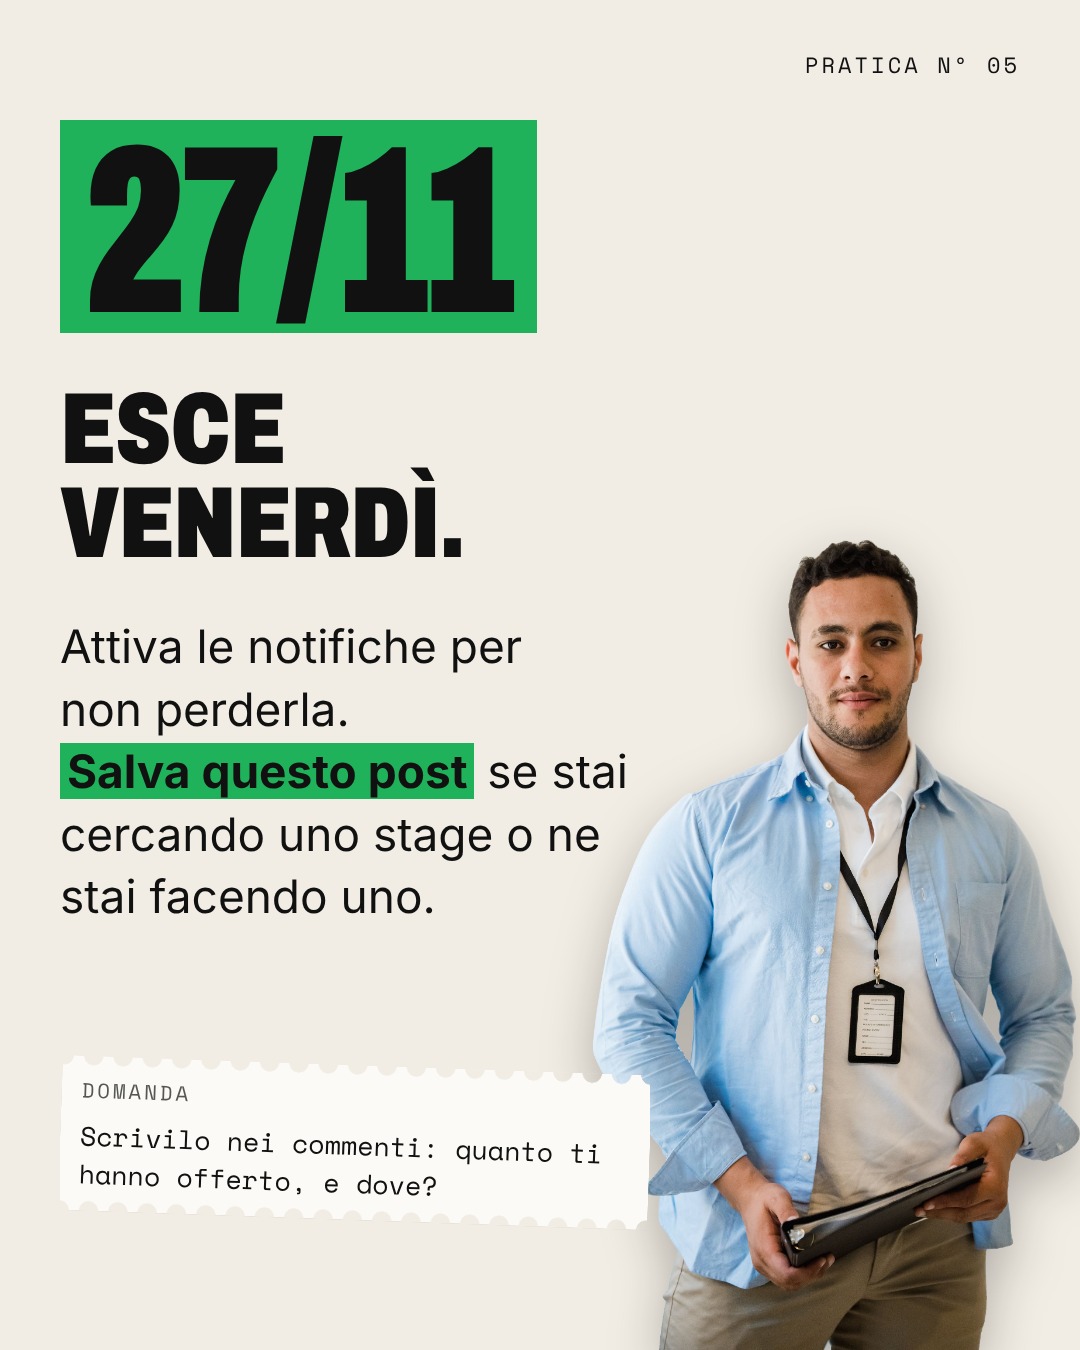 PRATICA Nº 05
27/11
ESCE
VENERDÌ.
Attiva le notifiche per
non perderla.
Salva questo post se stai
cercando uno stage o ne
stai facendo uno.
DOMANDA
Scrivilo nei commenti: quanto ti
hanno offerto, e dove?